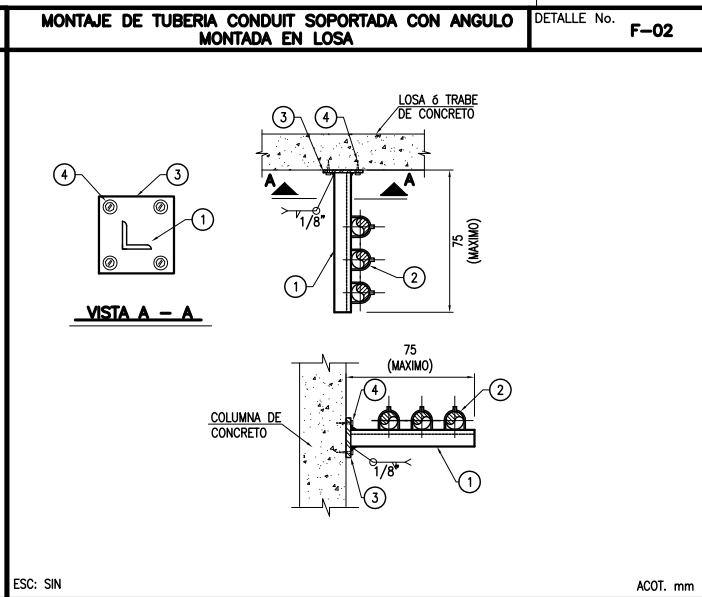 MONTAJE DE TUBERIA CONDUIT SOPORTADA CON ANGULO
MONTADA EN LOSA
DETALLE No.
F-02
LOSA ó TRABE
DE CONCRETO
3
4
A
A
1/8"
75
(MAXIMO)
1
2
4
3
1
VISTA A - A
75
(MAXIMO)
4
2
COLUMNA DE
CONCRETO
1/8"
1
3
ESC: SIN
ACOT. mm